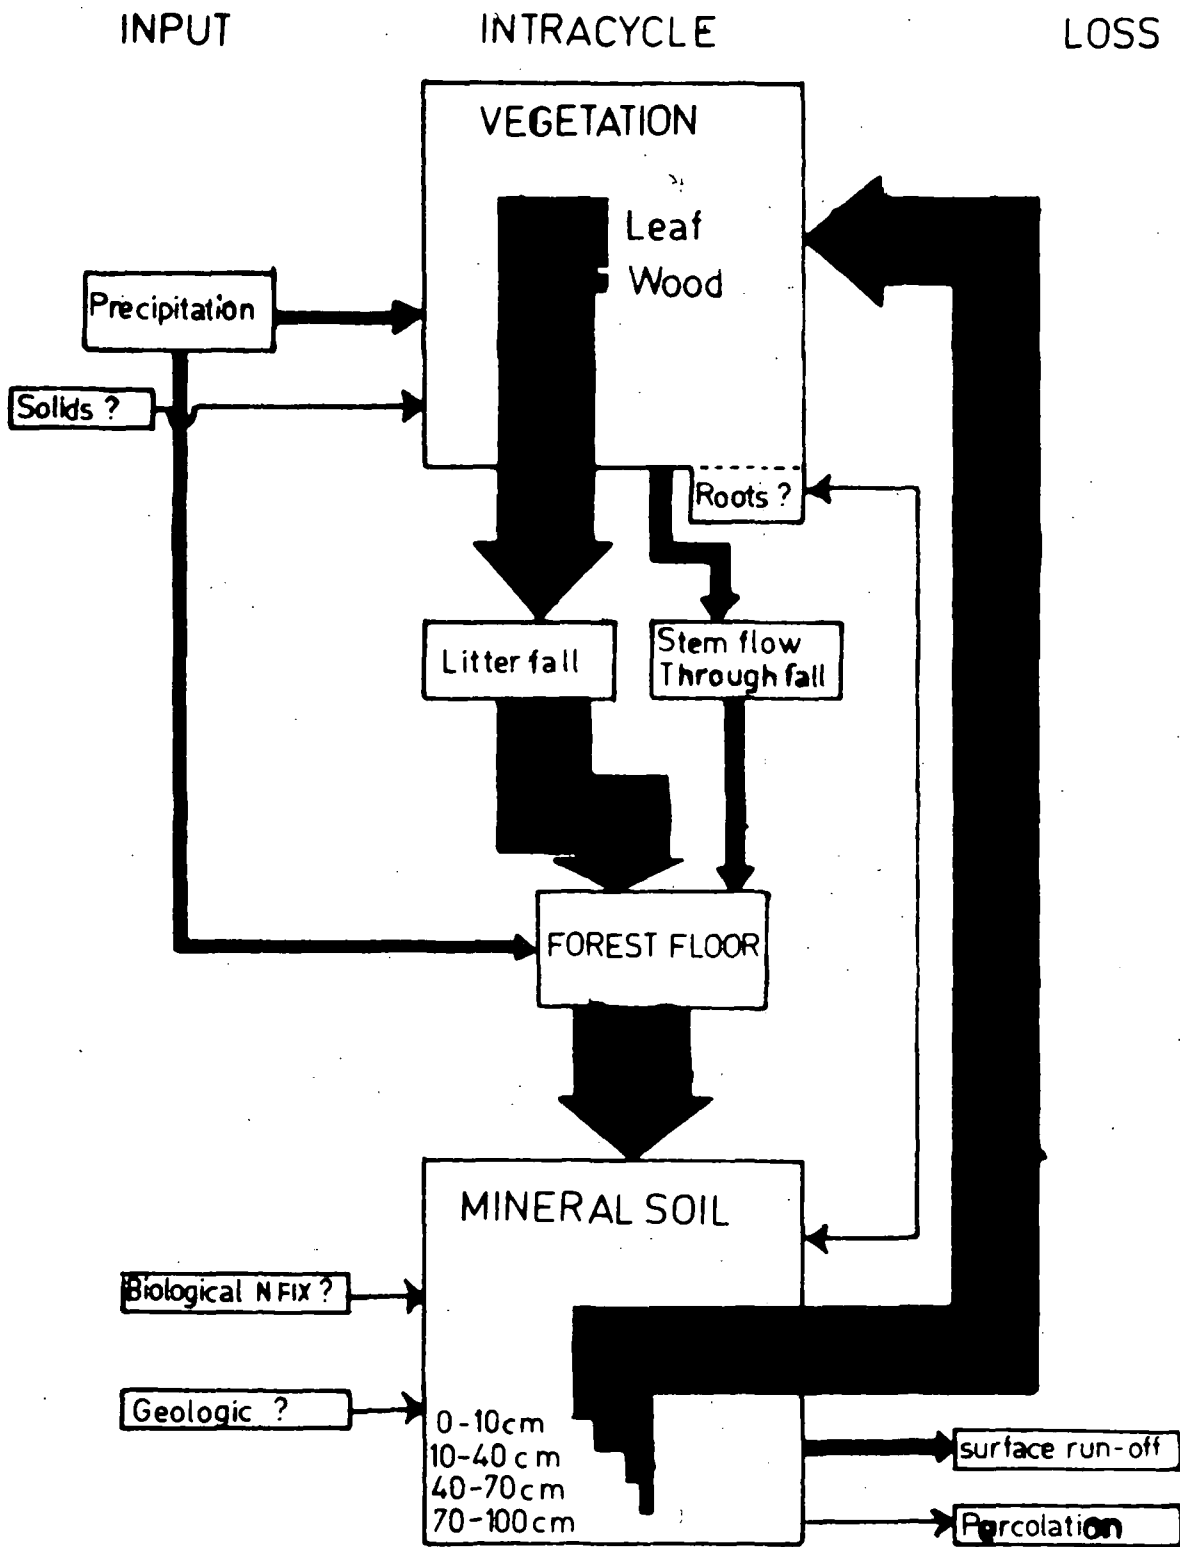 INPUT INTRACYCLE LOSS
VEGETATION
Leaf
Wood
Precipitation
Solids ?
Roots ?
Litter fall
Stem flow
Through fall
FOREST FLOOR
MINERAL SOIL
Biological N FIX ?
Geologic ?
0-10cm
10-40cm
40-70cm
70-100cm
surface run-off
Percolation